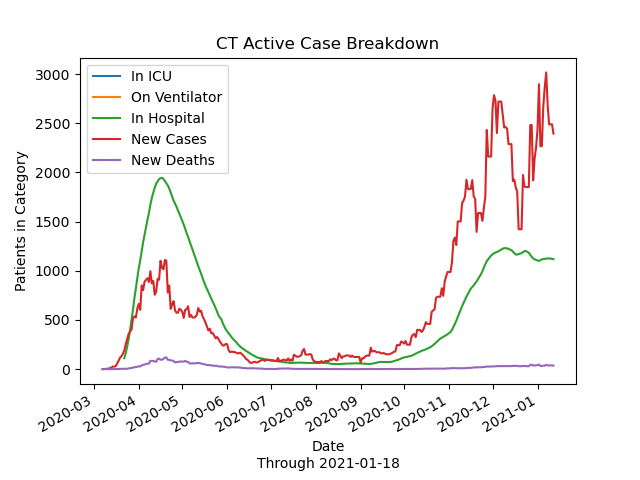 CT Active Case Breakdown
In ICU
On Ventilator
In Hospital
New Cases
New Deaths
Patients in Category
3000
2500
2000
1500
1000
500
0
2020-03
2020-04
2020-05
2020-06
2020-07
2020-08
2020-09
2020-10
2020-11
2020-12
2021-01
Date
Through 2021-01-18